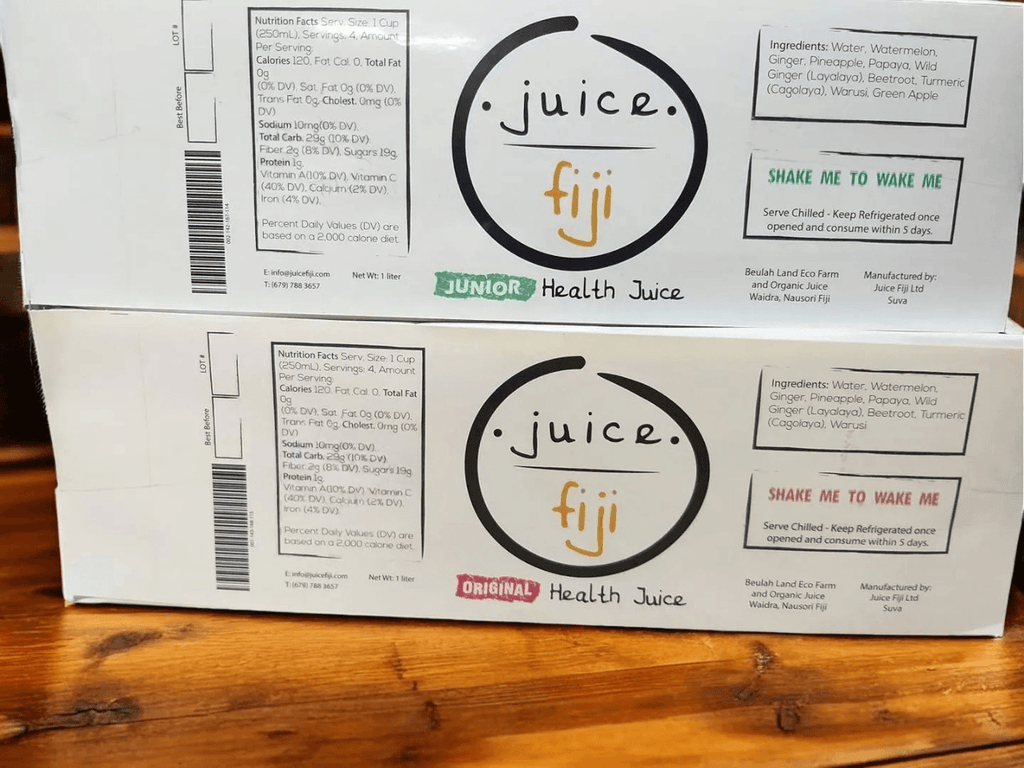 LOT #
Best Before
Nutrition Facts Serv. Size: 1 Cup
(250mL), Servings: 4, Amount
Per Serving:
Calories 120, Fat Cal. 0, Total Fat
0g
(0% DV), Sat. Fat 0g (0% DV),
Trans Fat 0g, Cholest. 0mg (0%
DV)
Sodium 10mg(0% DV),
Total Carb. 29g (10% DV)
Fiber 2g (8% DV), Sugars 19g,
Protein 1g,
Vitamin A(10% DV), Vitamin C
(40% DV), Calcium (2% DV),
Iron (4% DV).
Percent Daily Values (DV) are
based on a 2,000 calorie diet.
E: info@juicefiji.com
T: (679) 788 3657
Net Wt: 1 liter
. juice.
fiji
JUNIOR Health Juice
Ingredients: Water, Watermelon,
Ginger, Pineapple, Papaya, Wild
Ginger (Layalaya), Beetroot, Turmeric
(Cagolaya), Warusi, Green Apple
SHAKE ME TO WAKE ME
Serve Chilled - Keep Refrigerated once
opened and consume within 5 days.
Beulah Land Eco Farm
and Organic Juice
Waidra, Nausori Fiji
Manufactured by:
Juice Fiji Ltd
Suva
LOT #
Best Before
Nutrition Facts Serv. Size: 1 Cup
(250mL), Servings: 4, Amount
Per Serving:
Calories 120, Fat Cal. 0, Total Fat
0g
(0% DV), Sat. Fat 0g (0% DV),
Trans Fat 0g, Cholest. 0mg (0%
DV)
Sodium 10mg(0% DV)
Total Carb. 29g (10% DV)
Fiber 2g (8% DV), Sugars 19g
Protein 1g,
Vitamin A(10% DV) Vitamin C
(40% DV), Calcium (2% DV),
Iron (4% DV).
Percent Daily Values (DV) are
based on a 2,000 calorie diet.
E: info@juicefiji.com
T: (679) 788 3657
Net Wt: 1 liter
. juice.
fiji
ORIGINAL Health Juice
Ingredients: Water, Watermelon,
Ginger, Pineapple, Papaya, Wild
Ginger (Layalaya), Beetroot, Turmeric
(Cagolaya), Warusi
SHAKE ME TO WAKE ME
Serve Chilled - Keep Refrigerated once
opened and consume within 5 days.
Beulah Land Eco Farm
and Organic Juice
Waidra, Nausori Fiji
Manufactured by:
Juice Fiji Ltd
Suva